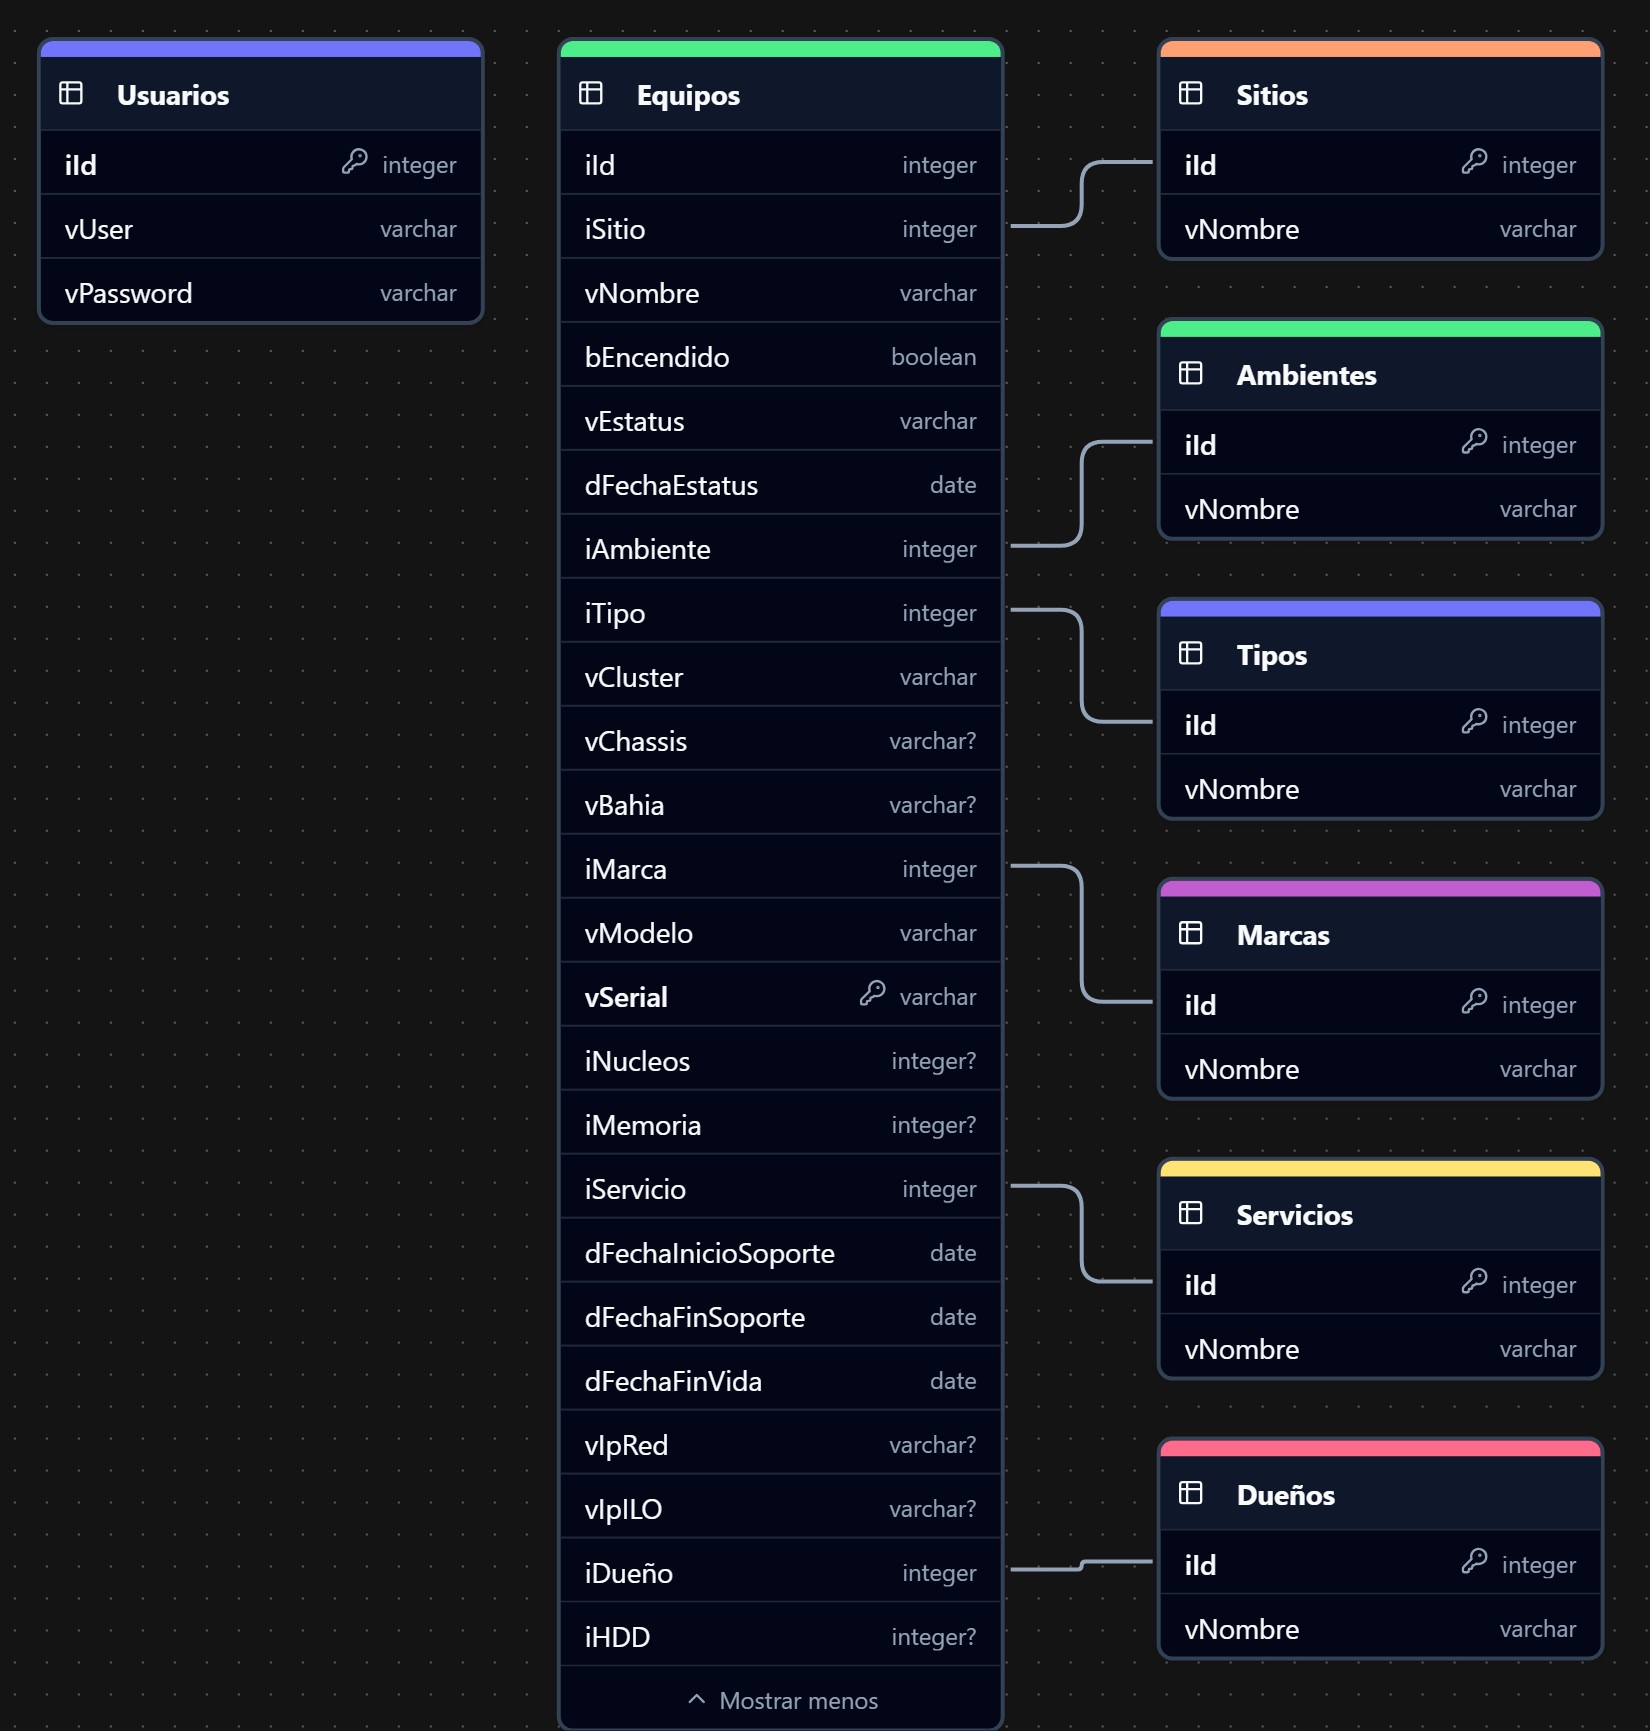 Usuarios
iId integer
vUser varchar
vPassword varchar
Equipos
iId integer
iSitio integer
vNombre varchar
bEncendido boolean
vEstatus varchar
dFechaEstatus date
iAmbiente integer
iTipo integer
vCluster varchar
vChassis varchar?
vBahia varchar?
iMarca integer
vModelo varchar
vSerial varchar
iNucleos integer?
iMemoria integer?
iServicio integer
dFechaInicioSoporte date
dFechaFinSoporte date
dFechaFinVida date
vIpRed varchar?
vIpILO varchar?
iDueño integer
iHDD integer?
Mostrar menos
Sitios
iId integer
vNombre varchar
Ambientes
iId integer
vNombre varchar
Tipos
iId integer
vNombre varchar
Marcas
iId integer
vNombre varchar
Servicios
iId integer
vNombre varchar
Dueños
iId integer
vNombre varchar